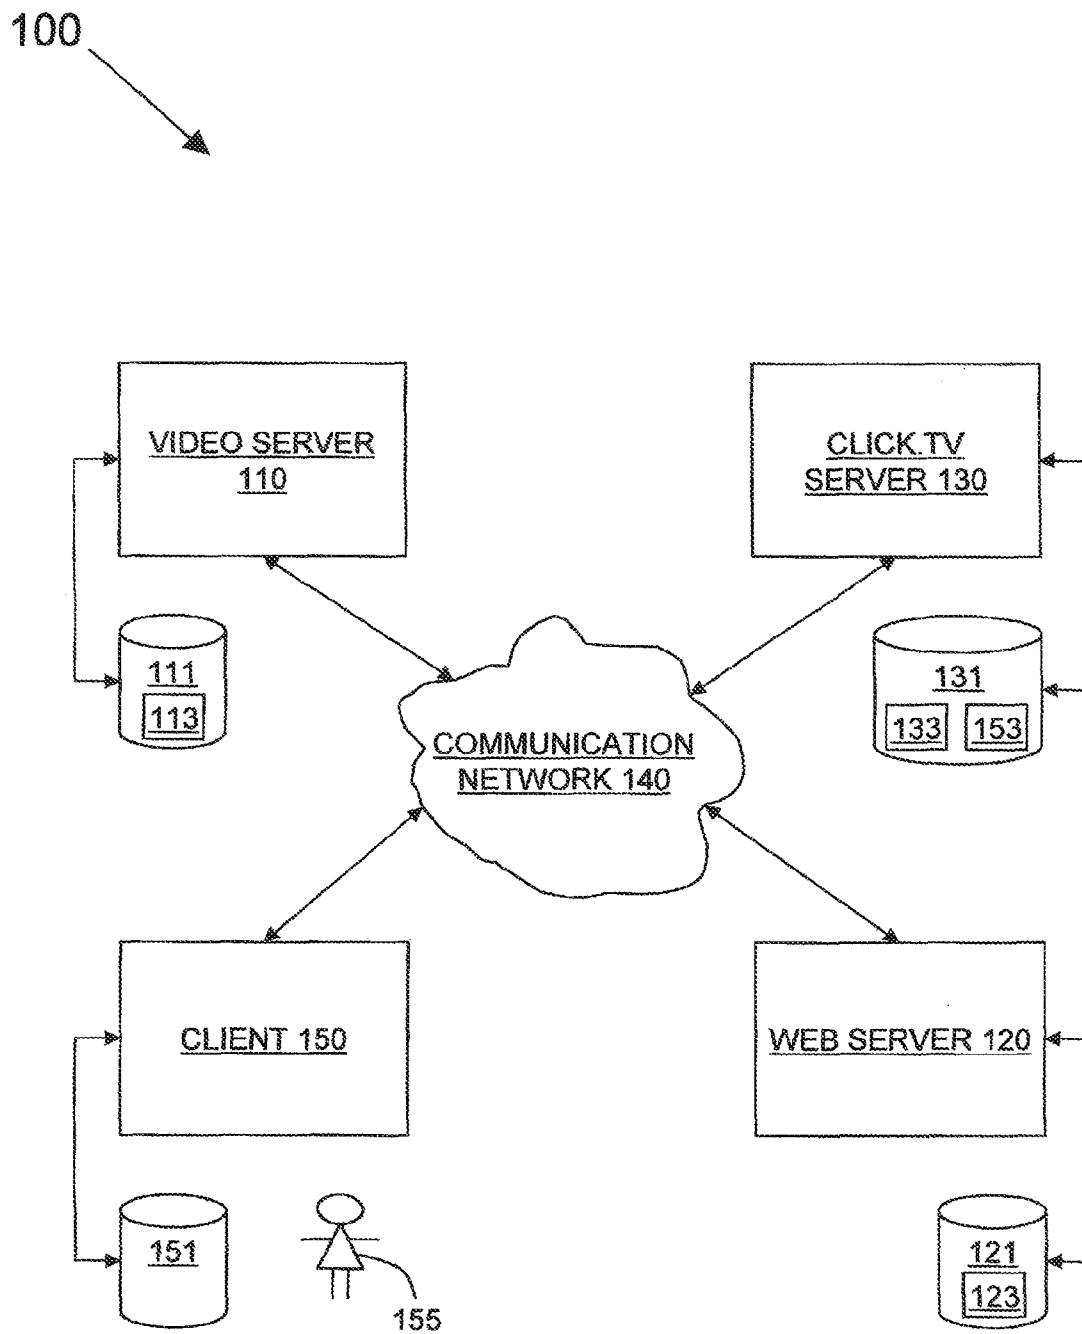 100
VIDEO SERVER
110
CLICK.TV
SERVER 130
111
113
131
133 153
COMMUNICATION
NETWORK 140
CLIENT 150
WEB SERVER 120
151
155
121
123